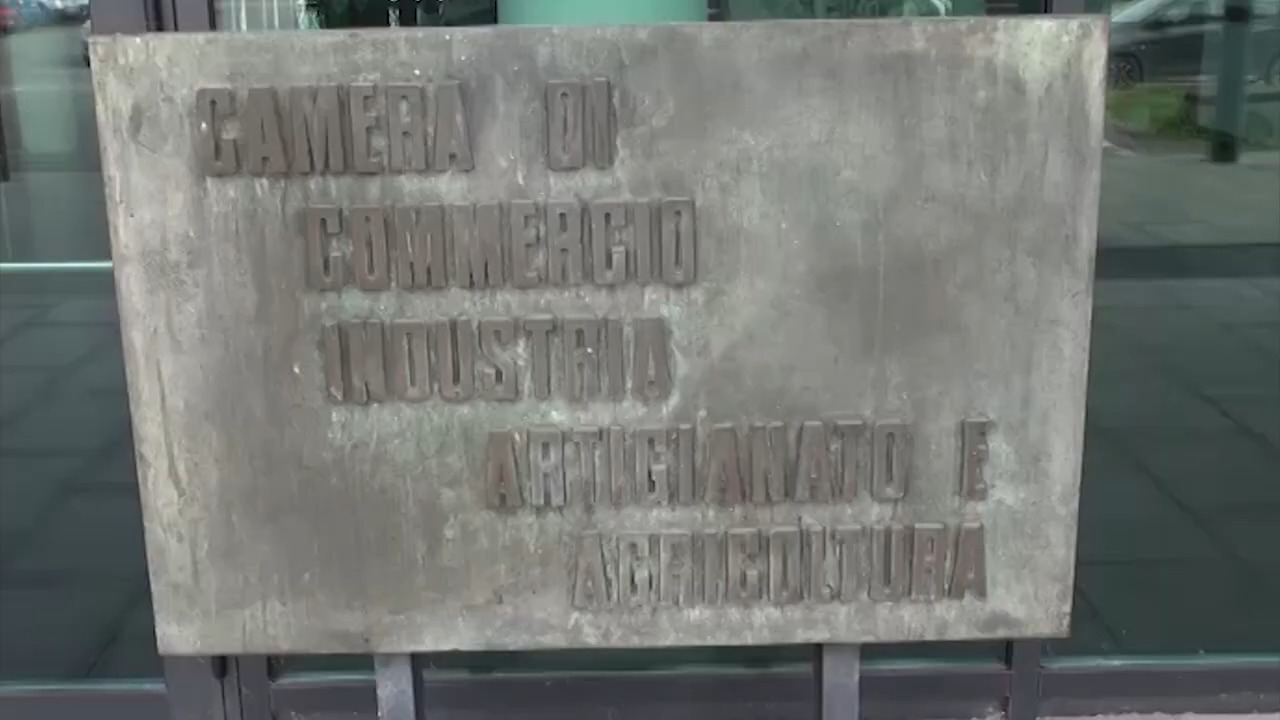 CAMERA DI
COMMERCIO
INDUSTRIA
ARTIGIANATO E
AGRICOLTURA